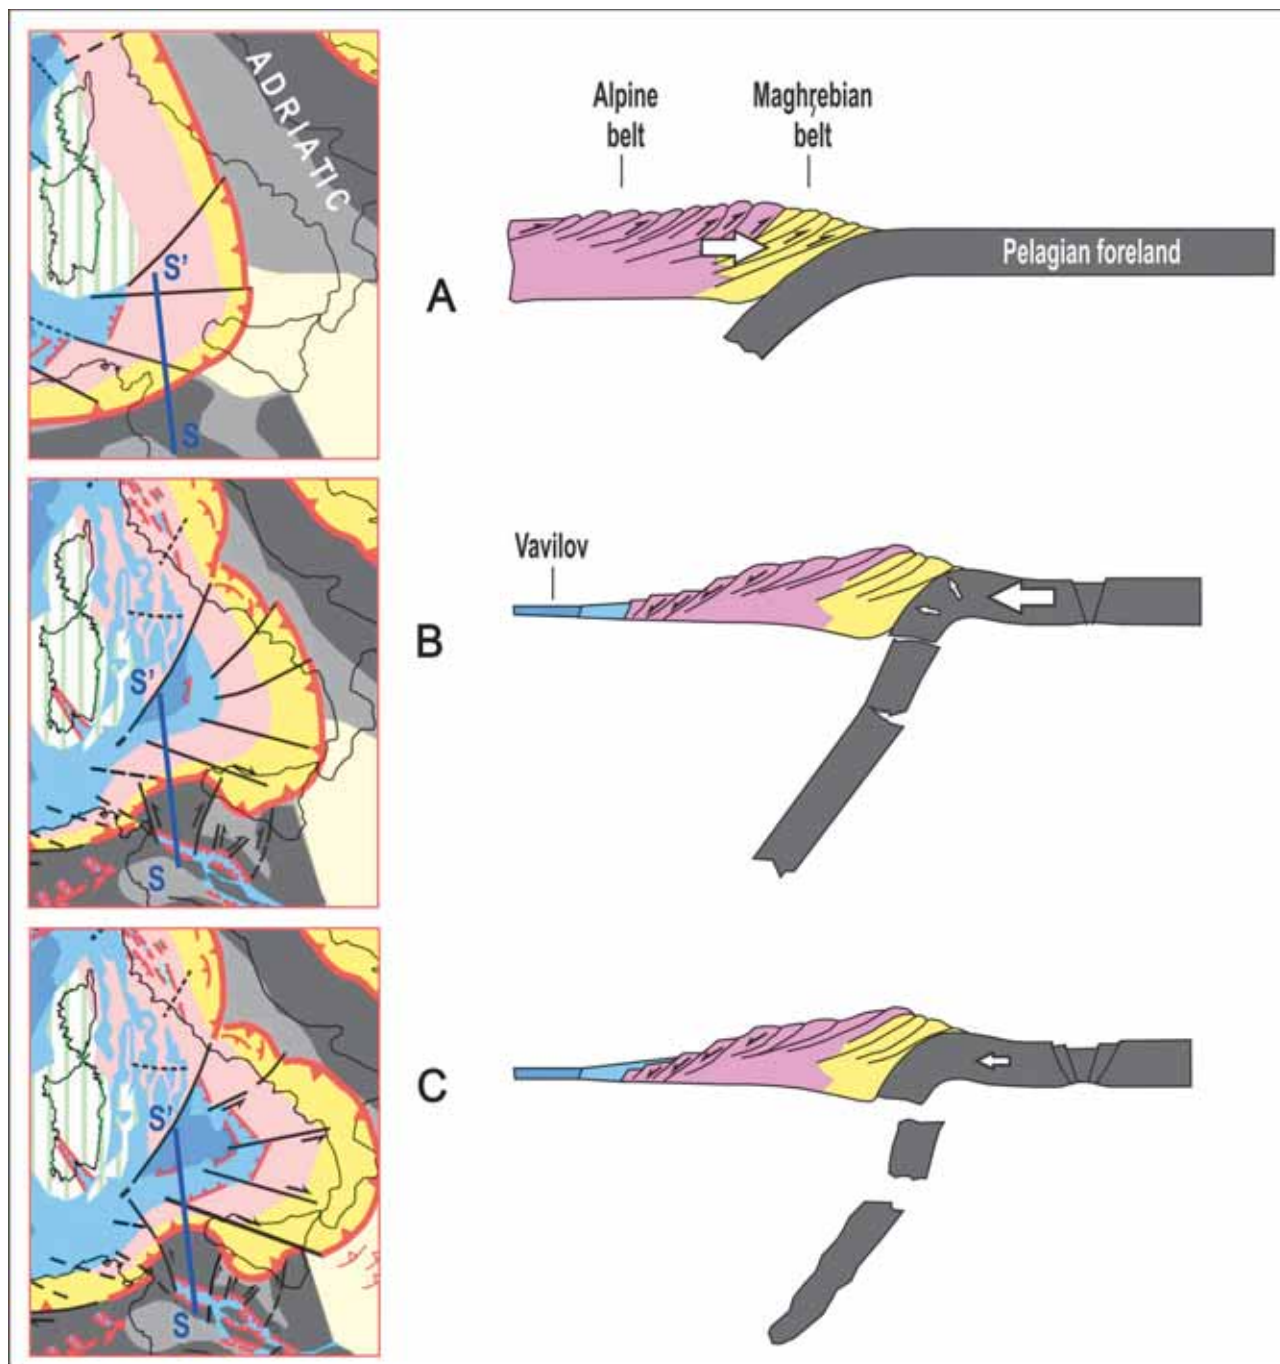 ADRIATIC
S'
S
A
Alpine
belt
Maghrebian
belt
Pelagian foreland
S'
S
B
Vavilov
S'
S
C